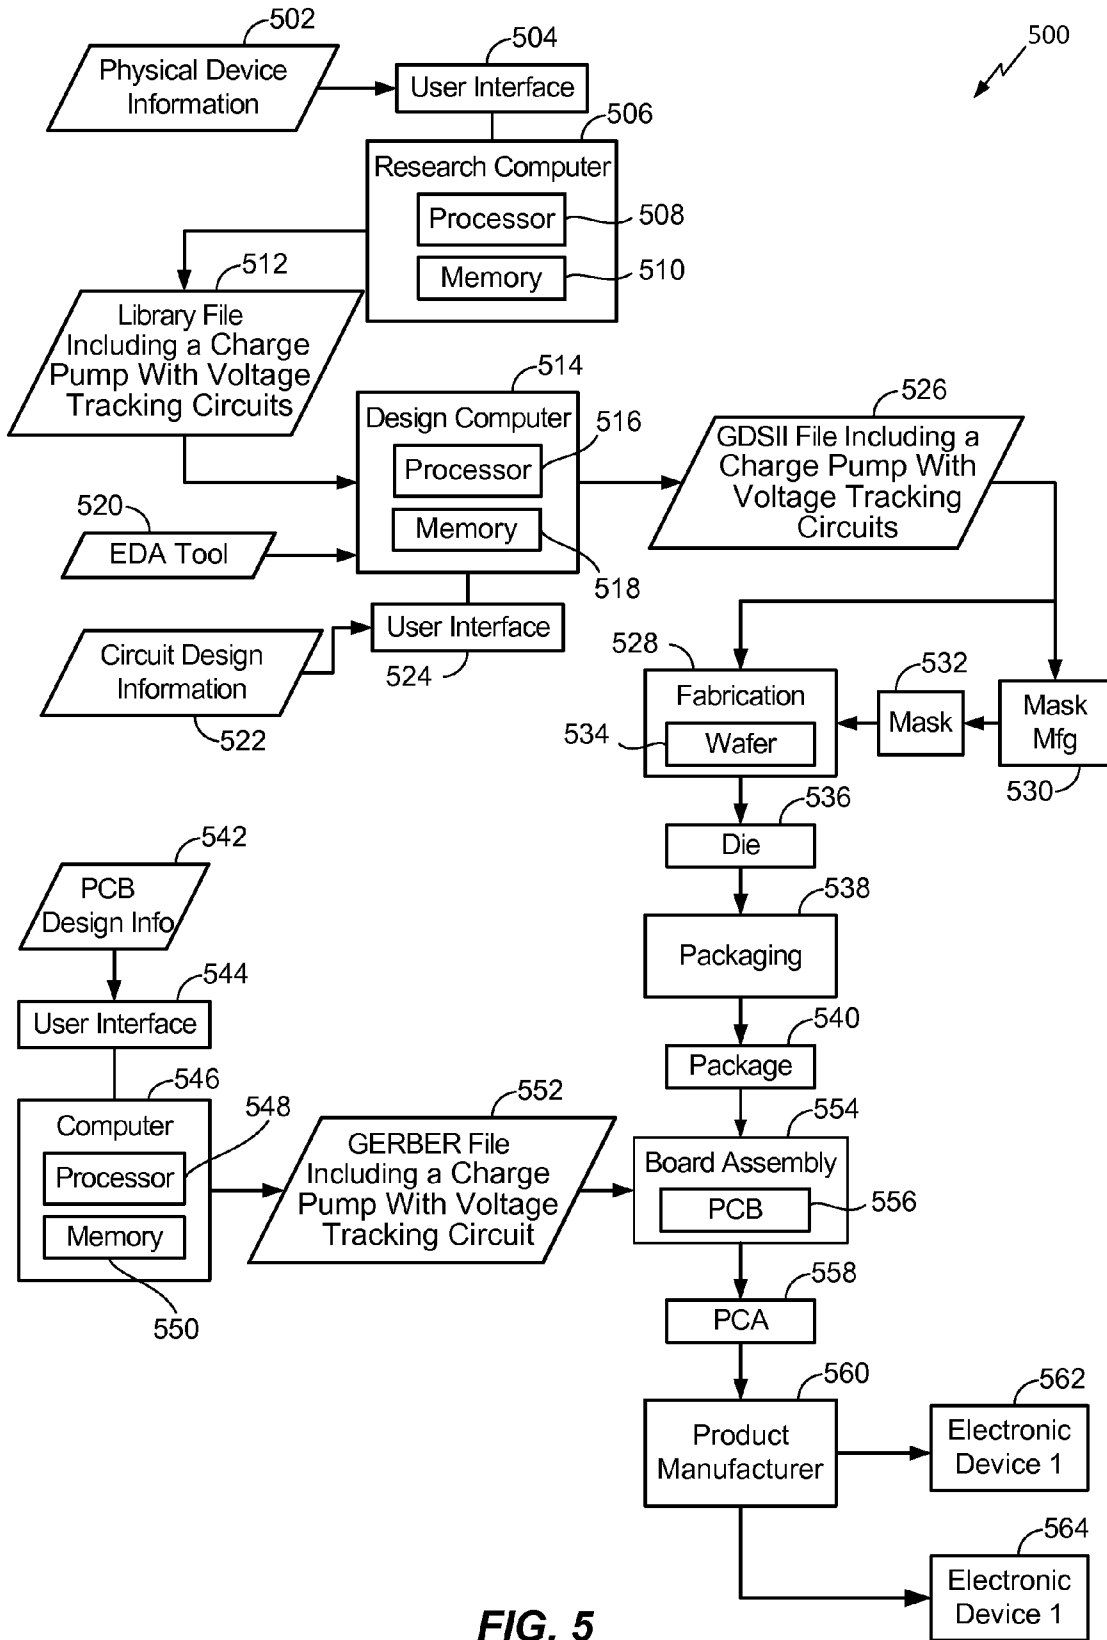 502
500
504
Physical Device
Information
User Interface
506
Research Computer
Processor
508
Memory
510
512
Library File
Including a Charge
Pump With Voltage
Tracking Circuits
514
Design Computer
516
Processor
Memory
518
526
GDSII File Including a
Charge Pump With
Voltage Tracking
Circuits
520
EDA Tool
User Interface
524
Circuit Design
Information
522
528
Fabrication
534
Wafer
532
Mask
Mask
Mfg
530
536
Die
538
Packaging
540
Package
542
PCB
Design Info
544
User Interface
546
Computer
548
Processor
Memory
550
552
GERBER File
Including a Charge
Pump With Voltage
Tracking Circuit
554
Board Assembly
PCB
556
558
PCA
560
Product
Manufacturer
562
Electronic
Device 1
564
Electronic
Device 1
FIG. 5